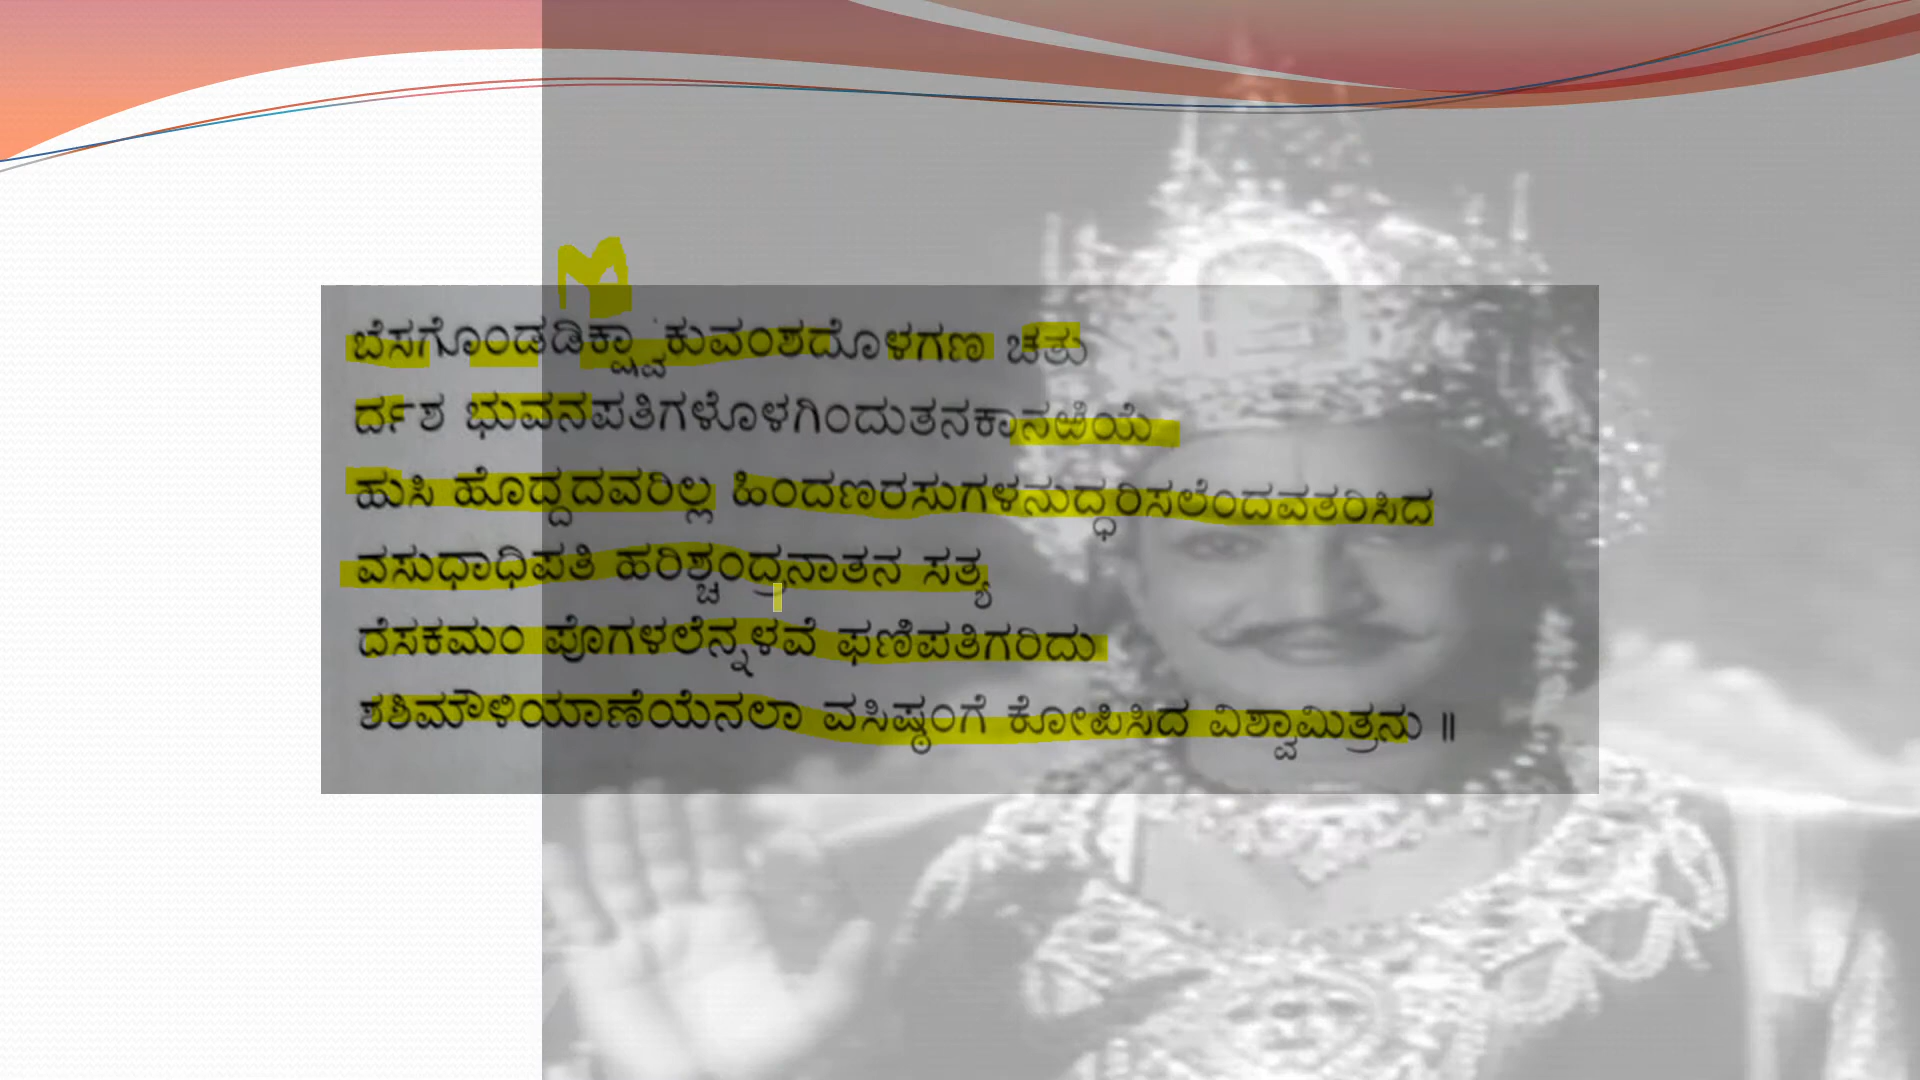 ಬೆಸಗೊಂಡಡಿಕ್ಷ್ವಾಕುವಂಶದೊಳಗಣ ಚತು
ರ್ದಶ ಭುವನಪತಿಗಳೊಳಗಿಂದುತನಕಾನಱಿಯೆ
ಹುಸಿ ಹೊದ್ದದವರಿಲ್ಲ ಹಿಂದಣರಸುಗಳನುದ್ಧರಿಸಲೆಂದವತರಿಸಿದ
ವಸುಧಾಧಿಪತಿ ಹರಿಶ್ಚಂದ್ರನಾತನ ಸತ್ಯ
ದೆಸಕಮಂ ಪೊಗಳಲೆನ್ನಳವೆ ಫಣಿಪತಿಗರಿದು
ಶಶಿಮೌಳಿಯಾಣೆಯೆನಲಾ ವಸಿಷ್ಠಂಗೆ ಕೋಪಿಸಿದ ವಿಶ್ವಾಮಿತ್ರನು ॥